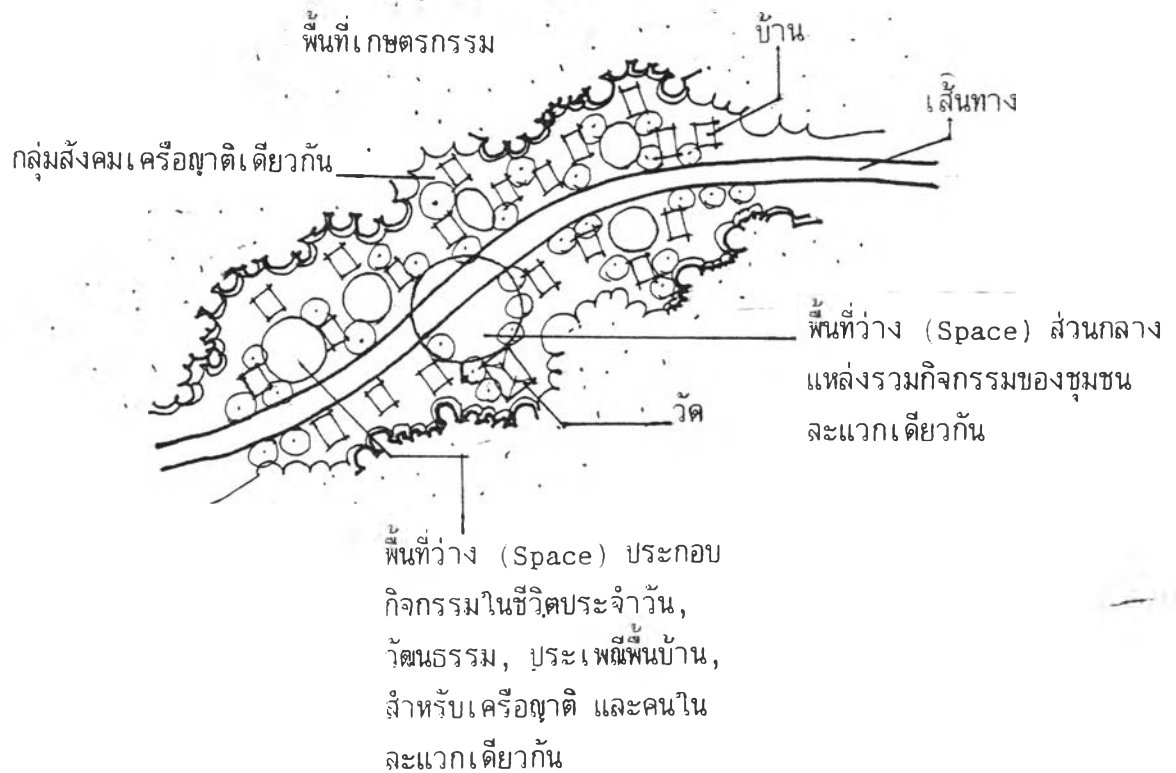 พื้นที่เกษตรกรรม
บ้าน
เส้นทาง
กลุ่มสังคมเครือญาติเดียวกัน
พื้นที่ว่าง (Space) ส่วนกลาง
แหล่งรวมกิจกรรมของชุมชน
ละแวกเดียวกัน
วัด
พื้นที่ว่าง (Space) ประกอบ
กิจกรรมในชีวิตประจำวัน,
วัฒนธรรม, ประเพณีพื้นบ้าน,
สำหรับเครือญาติ และคนใน
ละแวกเดียวกัน